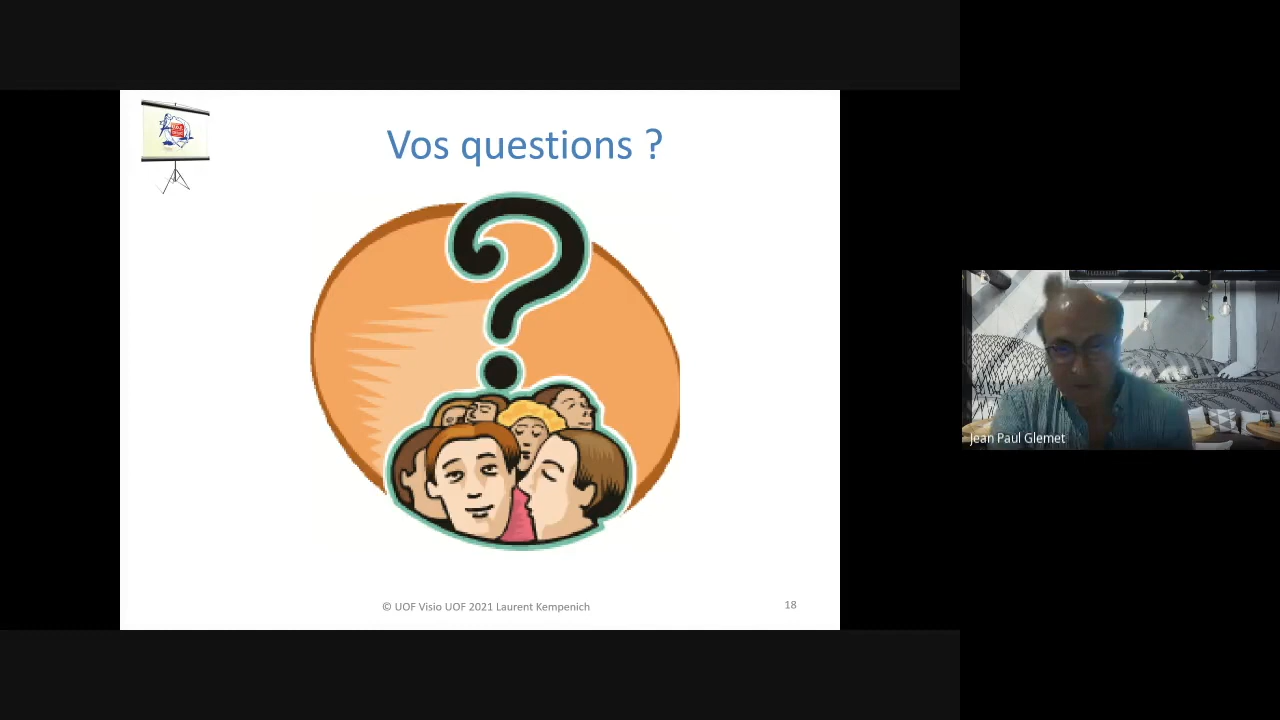 Vos questions ?
© UOF Visio UOF 2021 Laurent Kempenich
18
Jean Paul Glemet